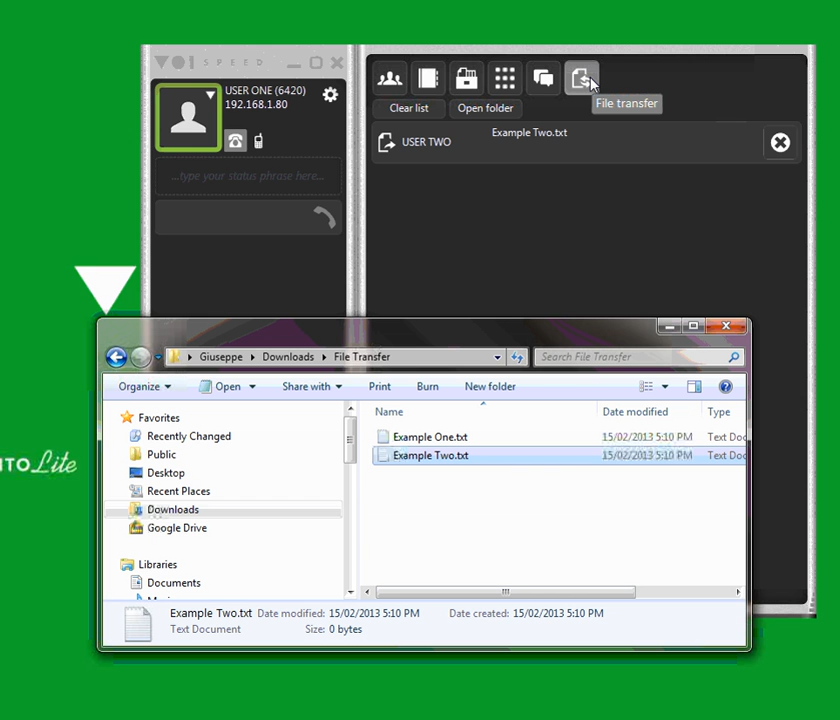 VOISPEED
USER ONE (6420)
192.168.1.80
...type your status phrase here...
Clear list
Open folder
File transfer
USER TWO
Example Two.txt
Giuseppe
Downloads
File Transfer
Search File Transfer
Organize
Open
Share with
Print
Burn
New folder
Favorites
Recently Changed
Public
Desktop
Recent Places
Downloads
Google Drive
Libraries
Documents
Name
Date modified
Type
Example One.txt
15/02/2013 5:10 PM
Text Doc
Example Two.txt
15/02/2013 5:10 PM
Text Doc
Example Two.txt
Date modified: 15/02/2013 5:10 PM
Date created: 15/02/2013 5:10 PM
Text Document
Size: 0 bytes
Lite